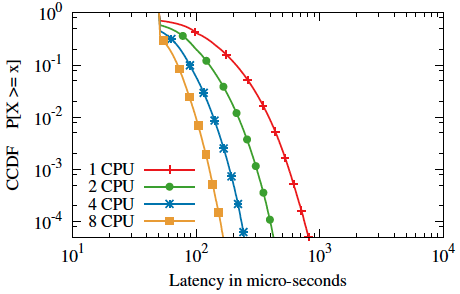 10^0
10^-1
10^-2
10^-3
10^-4
CCDF P[X >= x]
1 CPU
2 CPU
4 CPU
8 CPU
10^1 10^2 10^3 10^4
Latency in micro-seconds